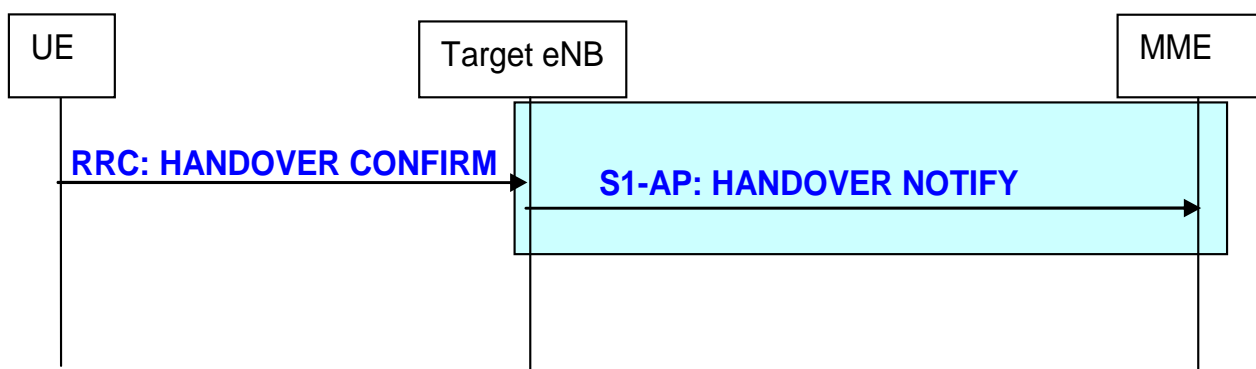 UE
Target eNB
MME
RRC: HANDOVER CONFIRM
S1-AP: HANDOVER NOTIFY